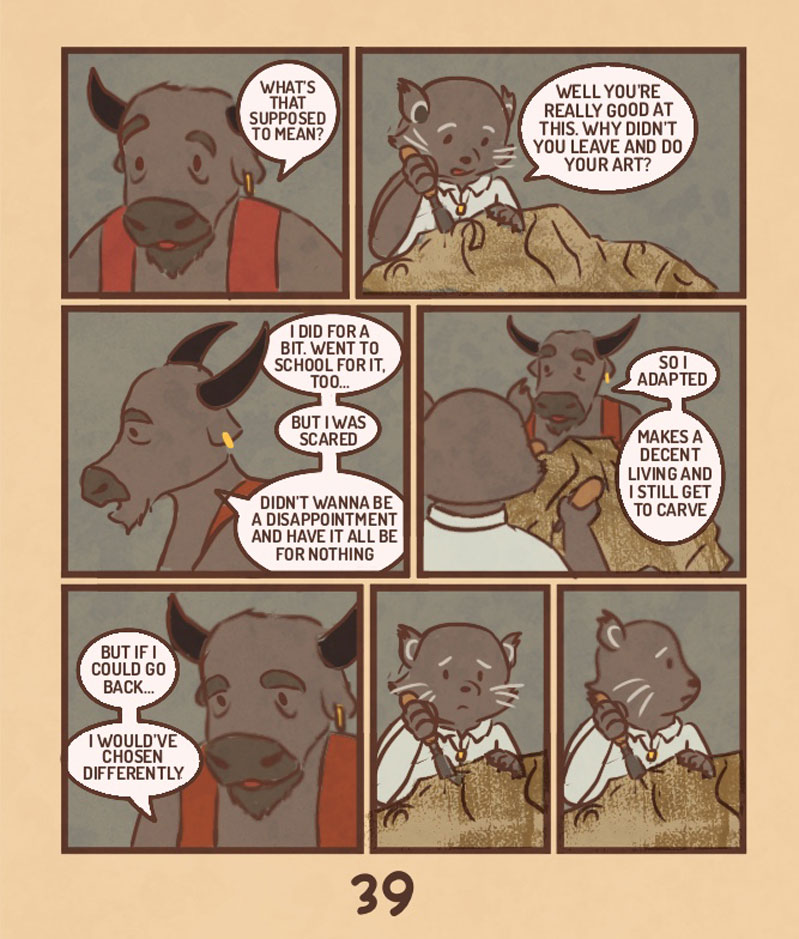 WHAT'S
THAT
SUPPOSED
TO MEAN?
WELL YOU'RE
REALLY GOOD AT
THIS. WHY DIDN'T
YOU LEAVE AND DO
YOUR ART?
I DID FOR A
BIT. WENT TO
SCHOOL FOR IT,
TOO...
BUT I WAS
SCARED
DIDN'T WANNA BE
A DISAPPOINTMENT
AND HAVE IT ALL BE
FOR NOTHING
SO I
ADAPTED
MAKES A
DECENT
LIVING AND
I STILL GET
TO CARVE
BUT IF I
COULD GO
BACK...
I WOULD'VE
CHOSEN
DIFFERENTLY
39